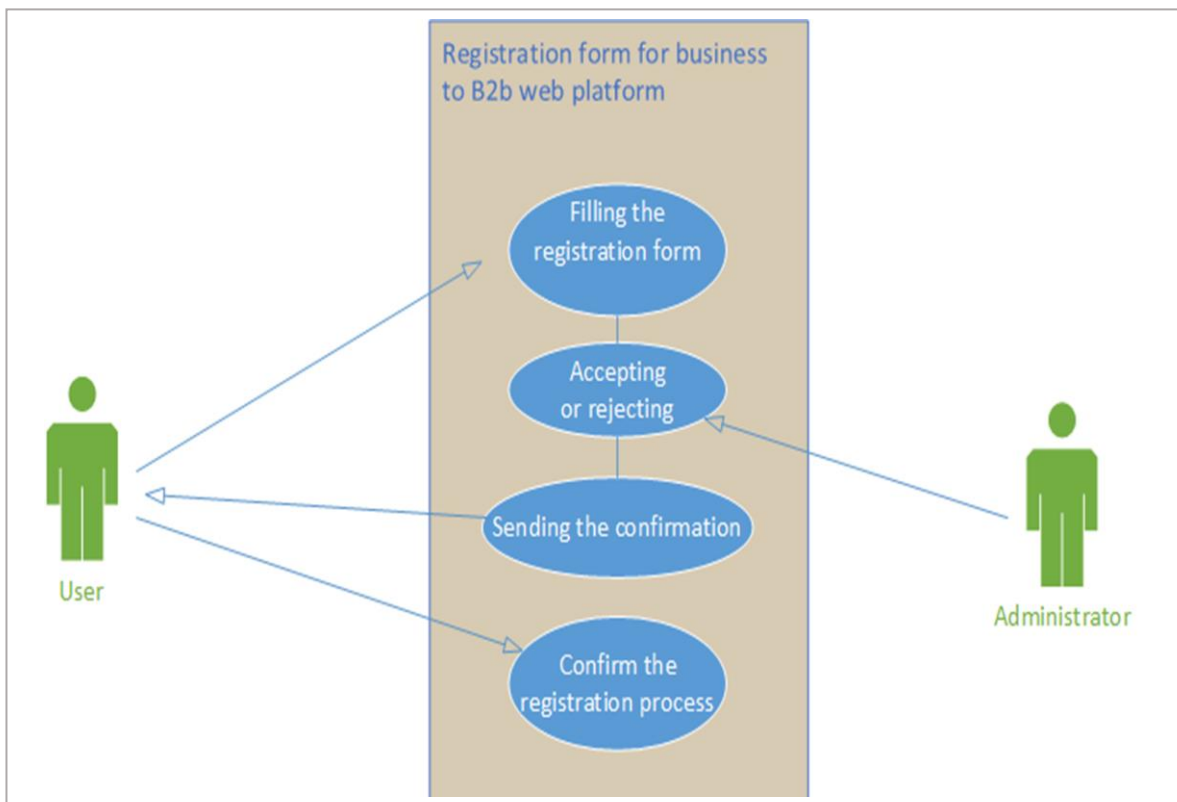 Registration form for business
to B2b web platform
Filling the
registration form
Accepting
or rejecting
Sending the confirmation
Confirm the
registration process
User
Administrator